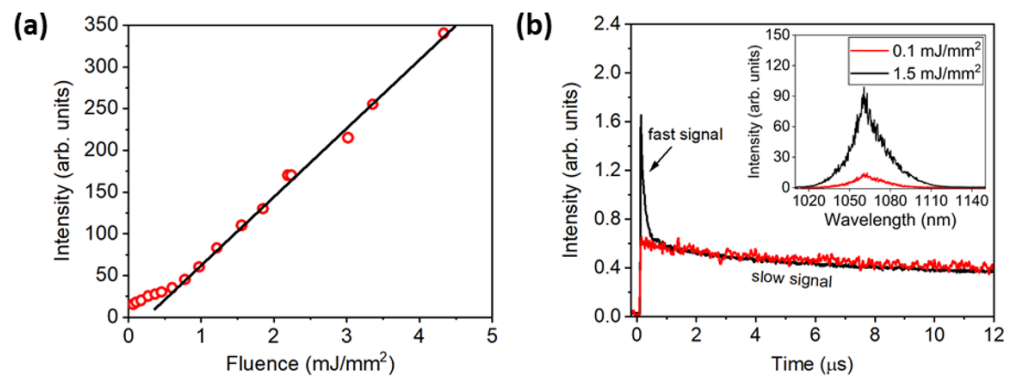 (a)
350
300
250
200
150
100
50
0
Intensity (arb. units)
0 1 2 3 4 5
Fluence (mJ/mm²)
(b)
2.4
2.0
1.6
1.2
0.8
0.4
0.0
Intensity (arb. units)
0 2 4 6 8 10 12
Time (μs)
fast signal
slow signal
150
120
90
60
30
0
Intensity (arb. units)
1020 1060 1080 1140
Wavelength (nm)
0.1 mJ/mm²
1.5 mJ/mm²